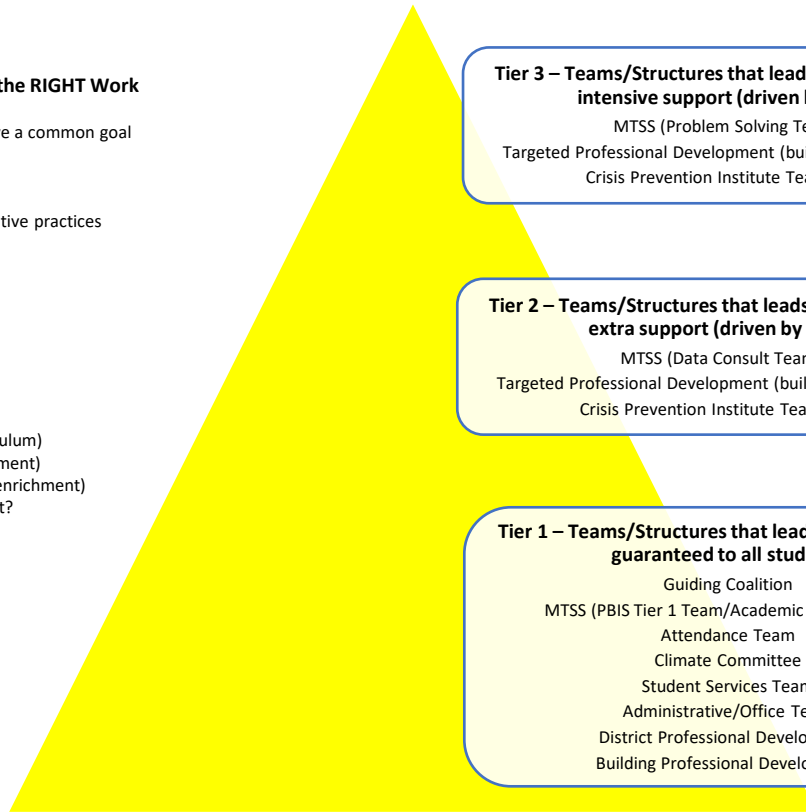 the RIGHT Work
e a common goal
tive practices
ulum)
ment)
enrichment)
t?
Tier 3 – Teams/Structures that lead
intensive support (driven
MTSS (Problem Solving Te
Targeted Professional Development (bui
Crisis Prevention Institute Tea
Tier 2 – Teams/Structures that leads
extra support (driven by
MTSS (Data Consult Tear
Targeted Professional Development (buil
Crisis Prevention Institute Tea
Tier 1 – Teams/Structures that lead
guaranteed to all stud
Guiding Coalition
MTSS (PBIS Tier 1 Team/Academic
Attendance Team
Climate Committee
Student Services Tean
Administrative/Office Te
District Professional Develo
Building Professional Develo